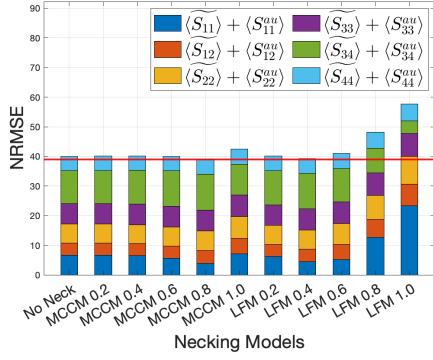 90
80
70
60
50
40
30
20
10
0
NRMSE
⟨S̃₁₁⟩ + ⟨S₁₁ᵃᵘ⟩ ⟨S̃₃₃⟩ + ⟨S₃₃ᵃᵘ⟩
⟨S̃₁₂⟩ + ⟨S₁₂ᵃᵘ⟩ ⟨S̃₃₄⟩ + ⟨S₃₄ᵃᵘ⟩
⟨S̃₂₂⟩ + ⟨S₂₂ᵃᵘ⟩ ⟨S̃₄₄⟩ + ⟨S₄₄ᵃᵘ⟩
No Neck
MCCM 0.2
MCCM 0.4
MCCM 0.6
MCCM 0.8
MCCM 1.0
LFM 0.2
LFM 0.4
LFM 0.6
LFM 0.8
LFM 1.0
Necking Models